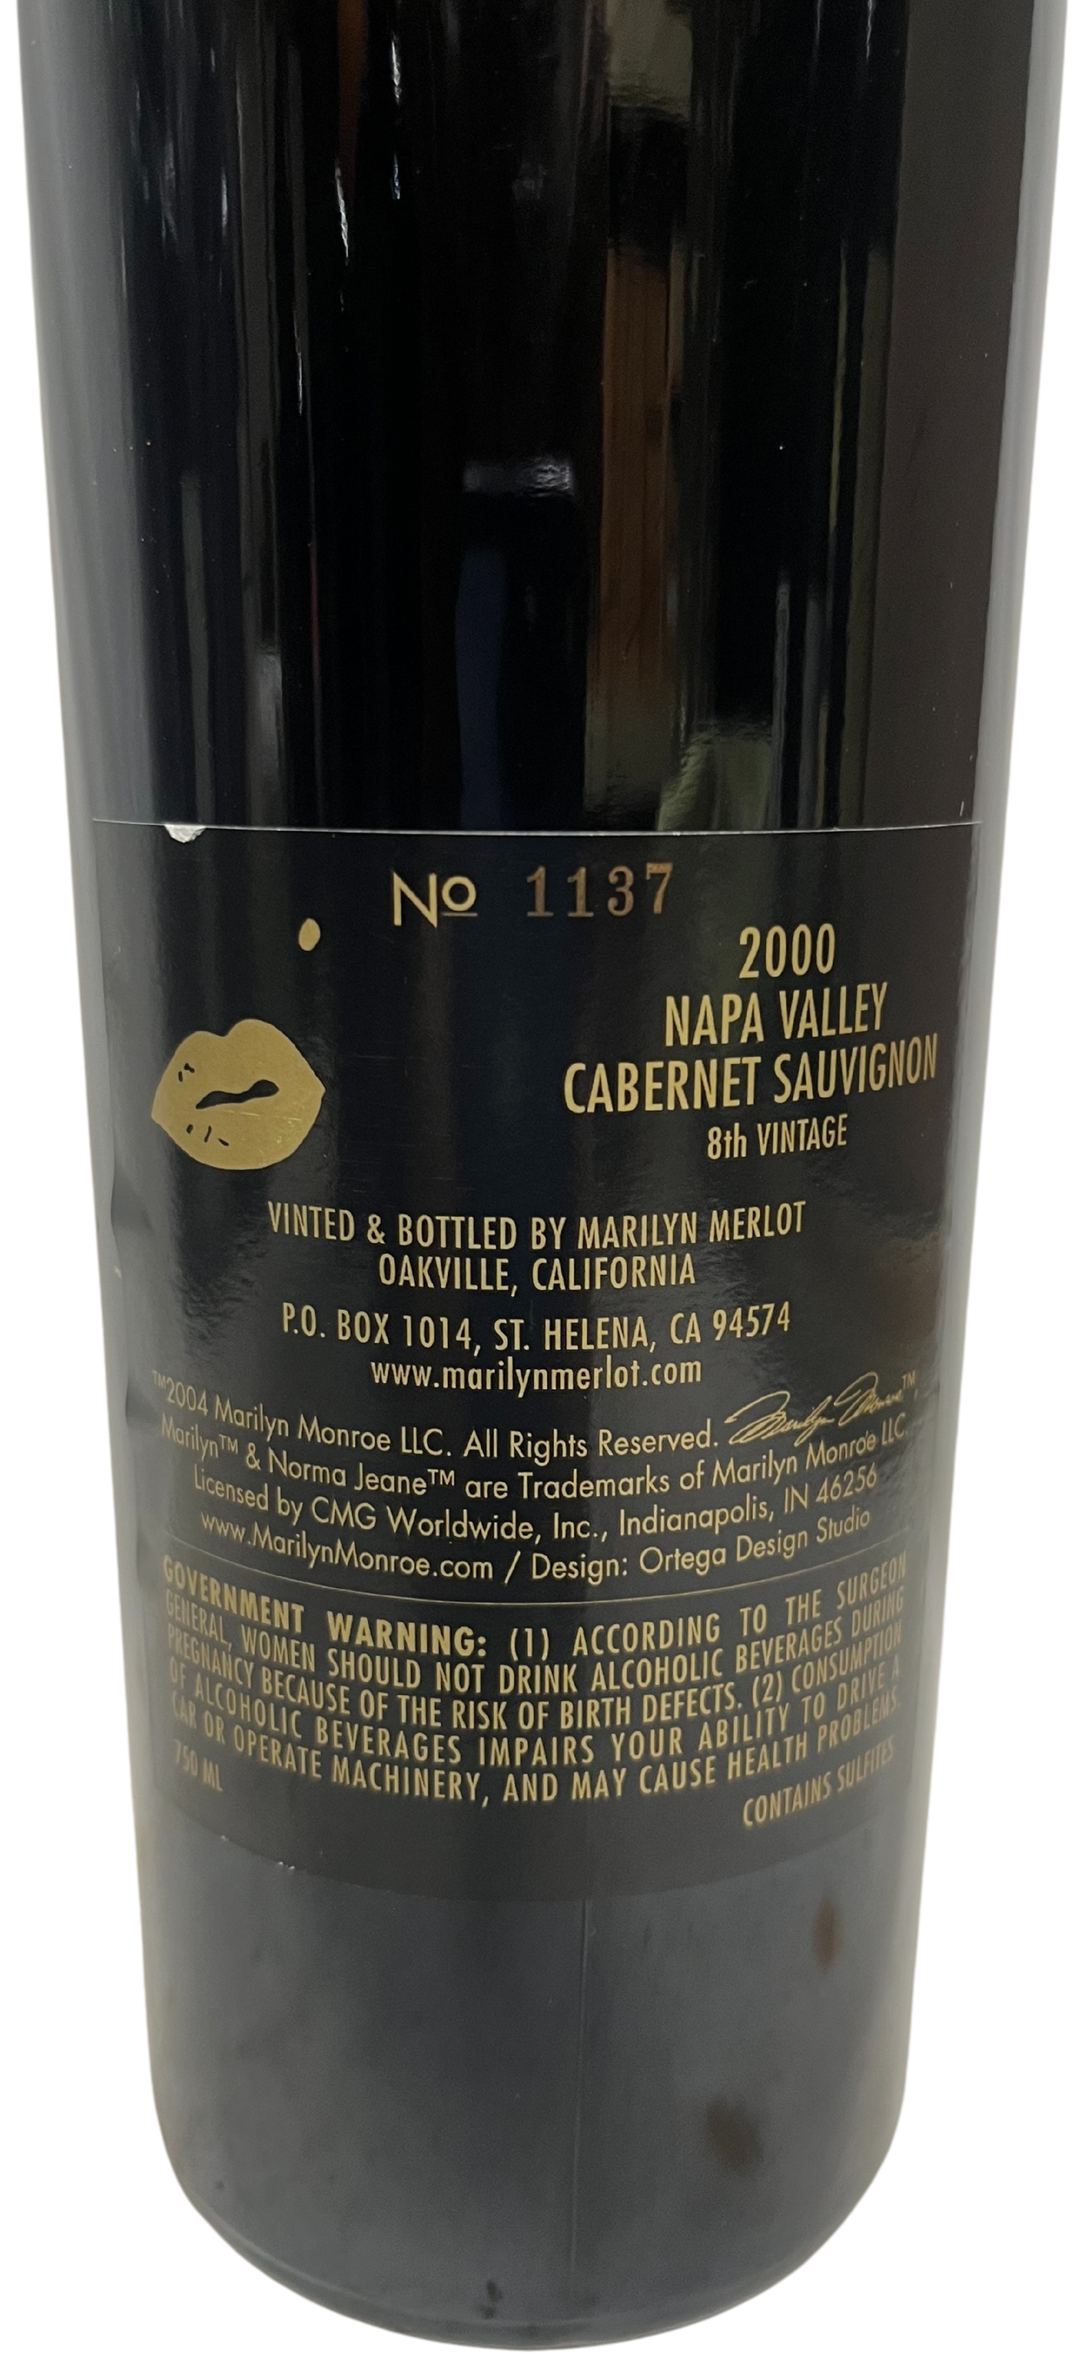 No 1137
2000
NAPA VALLEY
CABERNET SAUVIGNON
8th VINTAGE
VINTED & BOTTLED BY MARILYN MERLOT
OAKVILLE, CALIFORNIA
P.O. BOX 1014, ST. HELENA, CA 94574
www.marilynmerlot.com
™2004 Marilyn Monroe LLC. All Rights Reserved. Marilyn Monroe™,
Marilyn™ & Norma Jeane™ are Trademarks of Marilyn Monroe LLC.
Licensed by CMG Worldwide, Inc., Indianapolis, IN 46256
www.MarilynMonroe.com / Design: Ortega Design Studio
GOVERNMENT WARNING: (1) ACCORDING TO THE SURGEON
GENERAL, WOMEN SHOULD NOT DRINK ALCOHOLIC BEVERAGES DURING
PREGNANCY BECAUSE OF THE RISK OF BIRTH DEFECTS. (2) CONSUMPTION
OF ALCOHOLIC BEVERAGES IMPAIRS YOUR ABILITY TO DRIVE A
CAR OR OPERATE MACHINERY, AND MAY CAUSE HEALTH PROBLEMS.
750 ML
CONTAINS SULFITES